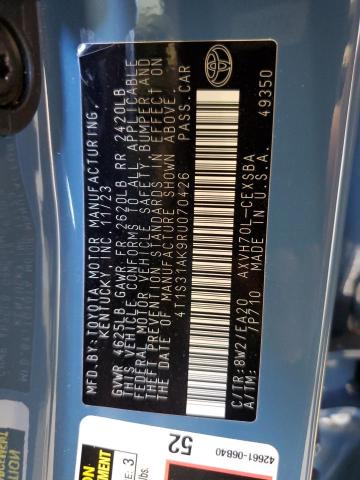 MFD.BY: TOYOTA MOTOR MANUFACTURING,
KENTUCKY, INC. 11/23
GVWR 4625LB GAWR FR 2620LB RR 2420LB
THIS VEHICLE CONFORMS TO ALL APPLICABLE
FEDERAL MOTOR VEHICLE SAFETY, BUMPER, AND
THEFT PREVENTION STANDARDS IN EFFECT ON
THE DATE OF MANUFACTURE SHOWN ABOVE.
4T1S31AK9RU070426 PASS.CAR
C/TR: 8W2/EA20 AXVH70L-CEXSBA
A/TM: -/P710 MADE IN U.S.A. 49350
42661-06B40
52